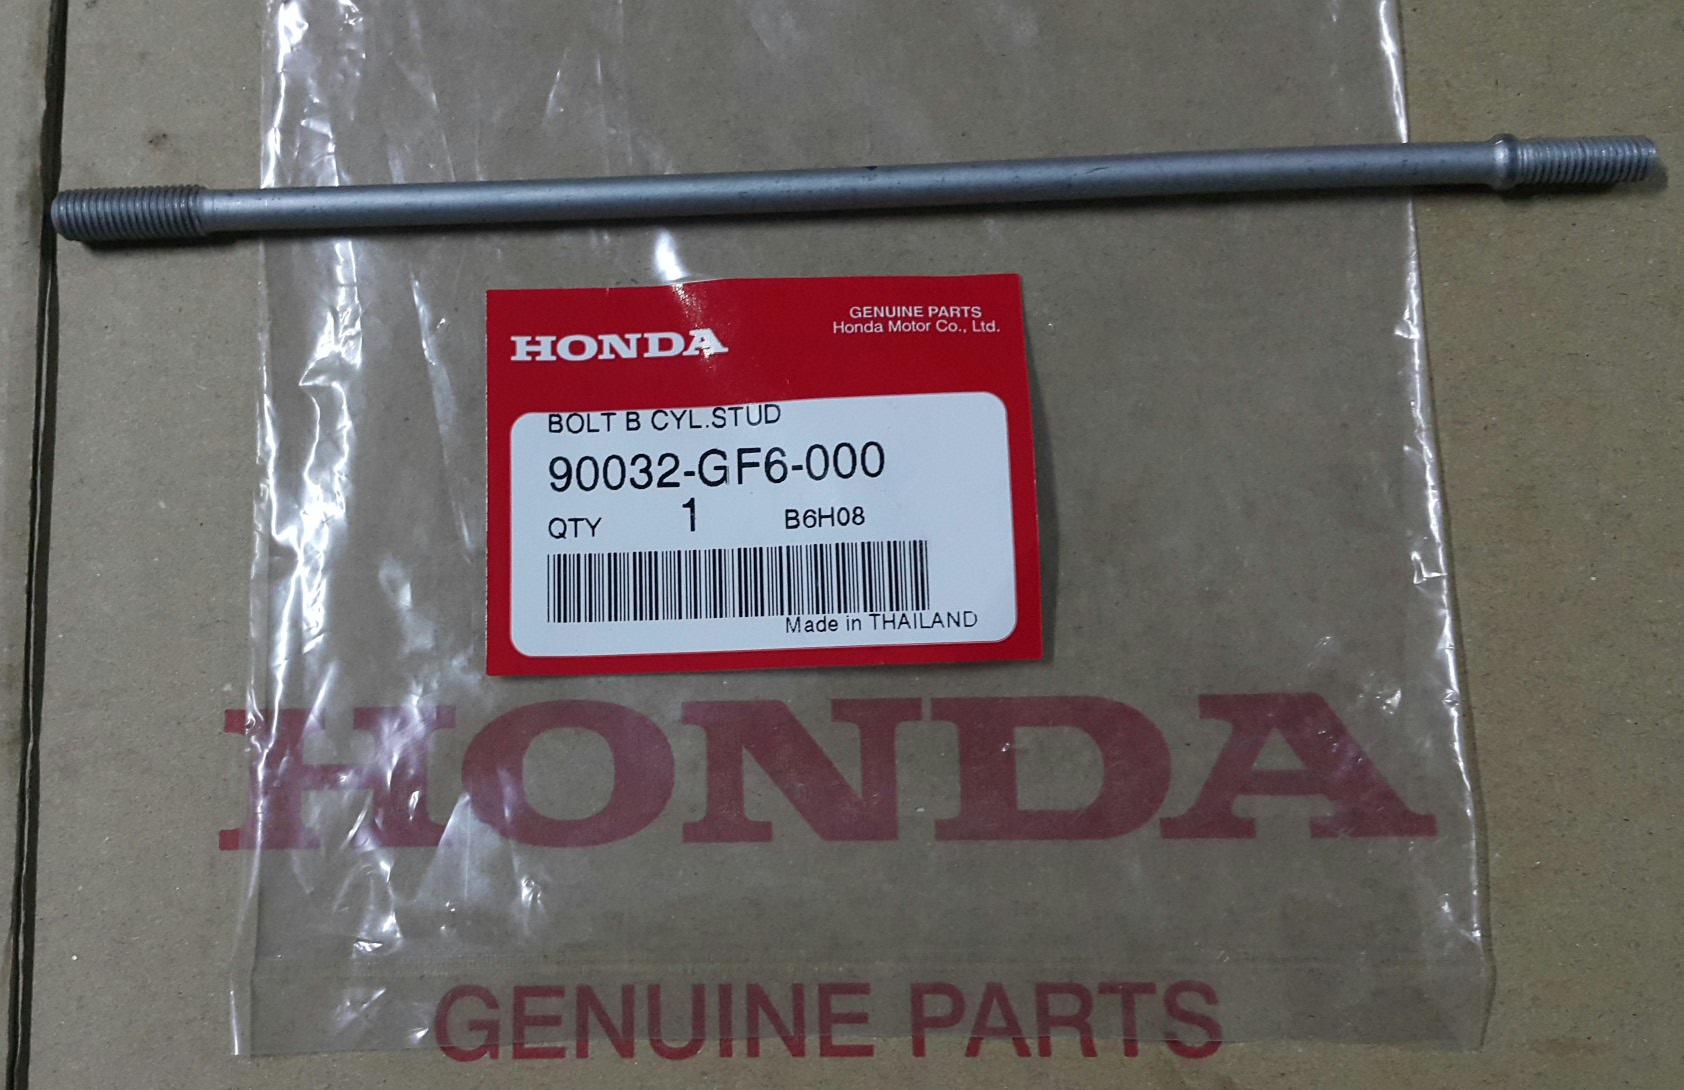 HONDA
GENUINE PARTS
Honda Motor Co., Ltd.
BOLT B CYL.STUD
90032-GF6-000
QTY 1 B6H08
Made in THAILAND
HONDA
GENUINE PARTS